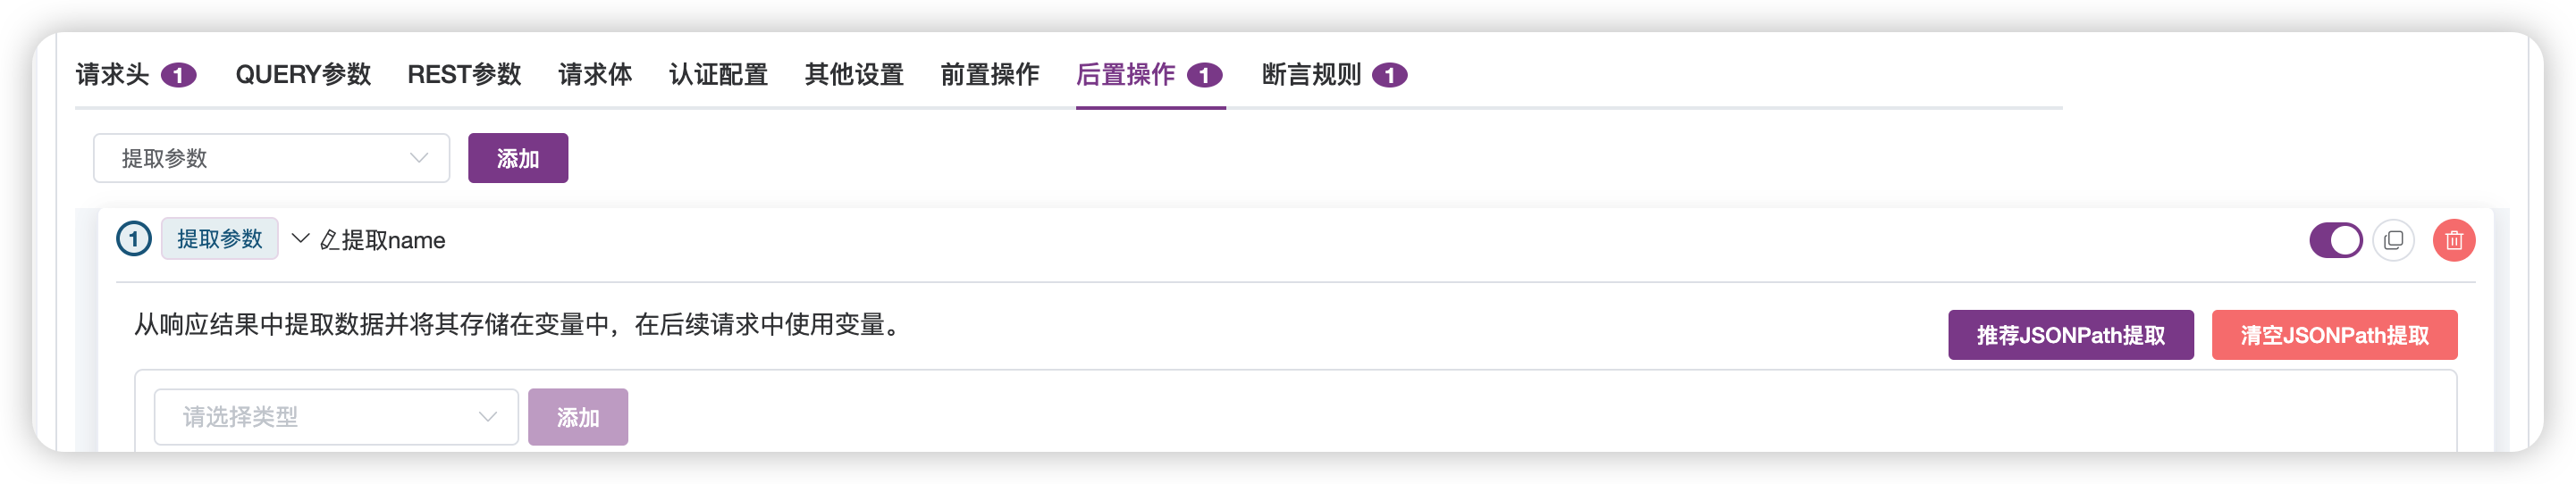 请求头 1 QUERY参数 REST参数 请求体 认证配置 其他设置 前置操作 后置操作 1 断言规则 1
提取参数 添加
1 提取参数 提取name
从响应结果中提取数据并将其存储在变量中，在后续请求中使用变量。 推荐JSONPath提取 清空JSONPath提取
请选择类型 添加